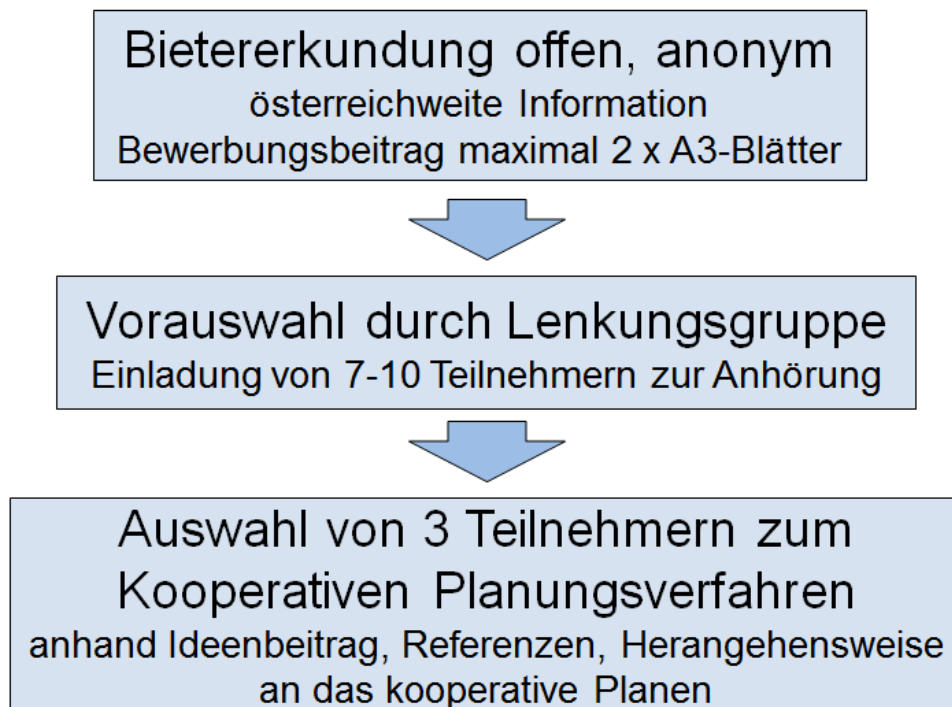 Bietererkundung offen, anonym
österreichweite Information
Bewerbungsbeitrag maximal 2 x A3-Blätter
Vorauswahl durch Lenkungsgruppe
Einladung von 7-10 Teilnehmern zur Anhörung
Auswahl von 3 Teilnehmern zum
Kooperativen Planungsverfahren
anhand Ideenbeitrag, Referenzen, Herangehensweise
an das kooperative Planen